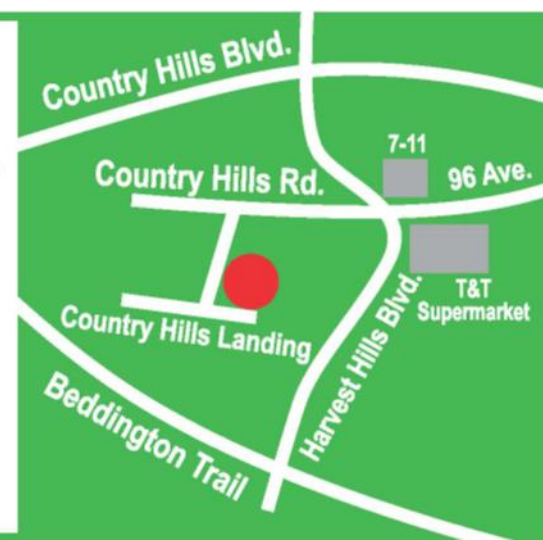 Country Hills Blvd.
7-11
Country Hills Rd.
96 Ave.
T&T
Supermarket
Country Hills Landing
Harvest Hills Blvd.
Beddington Trail